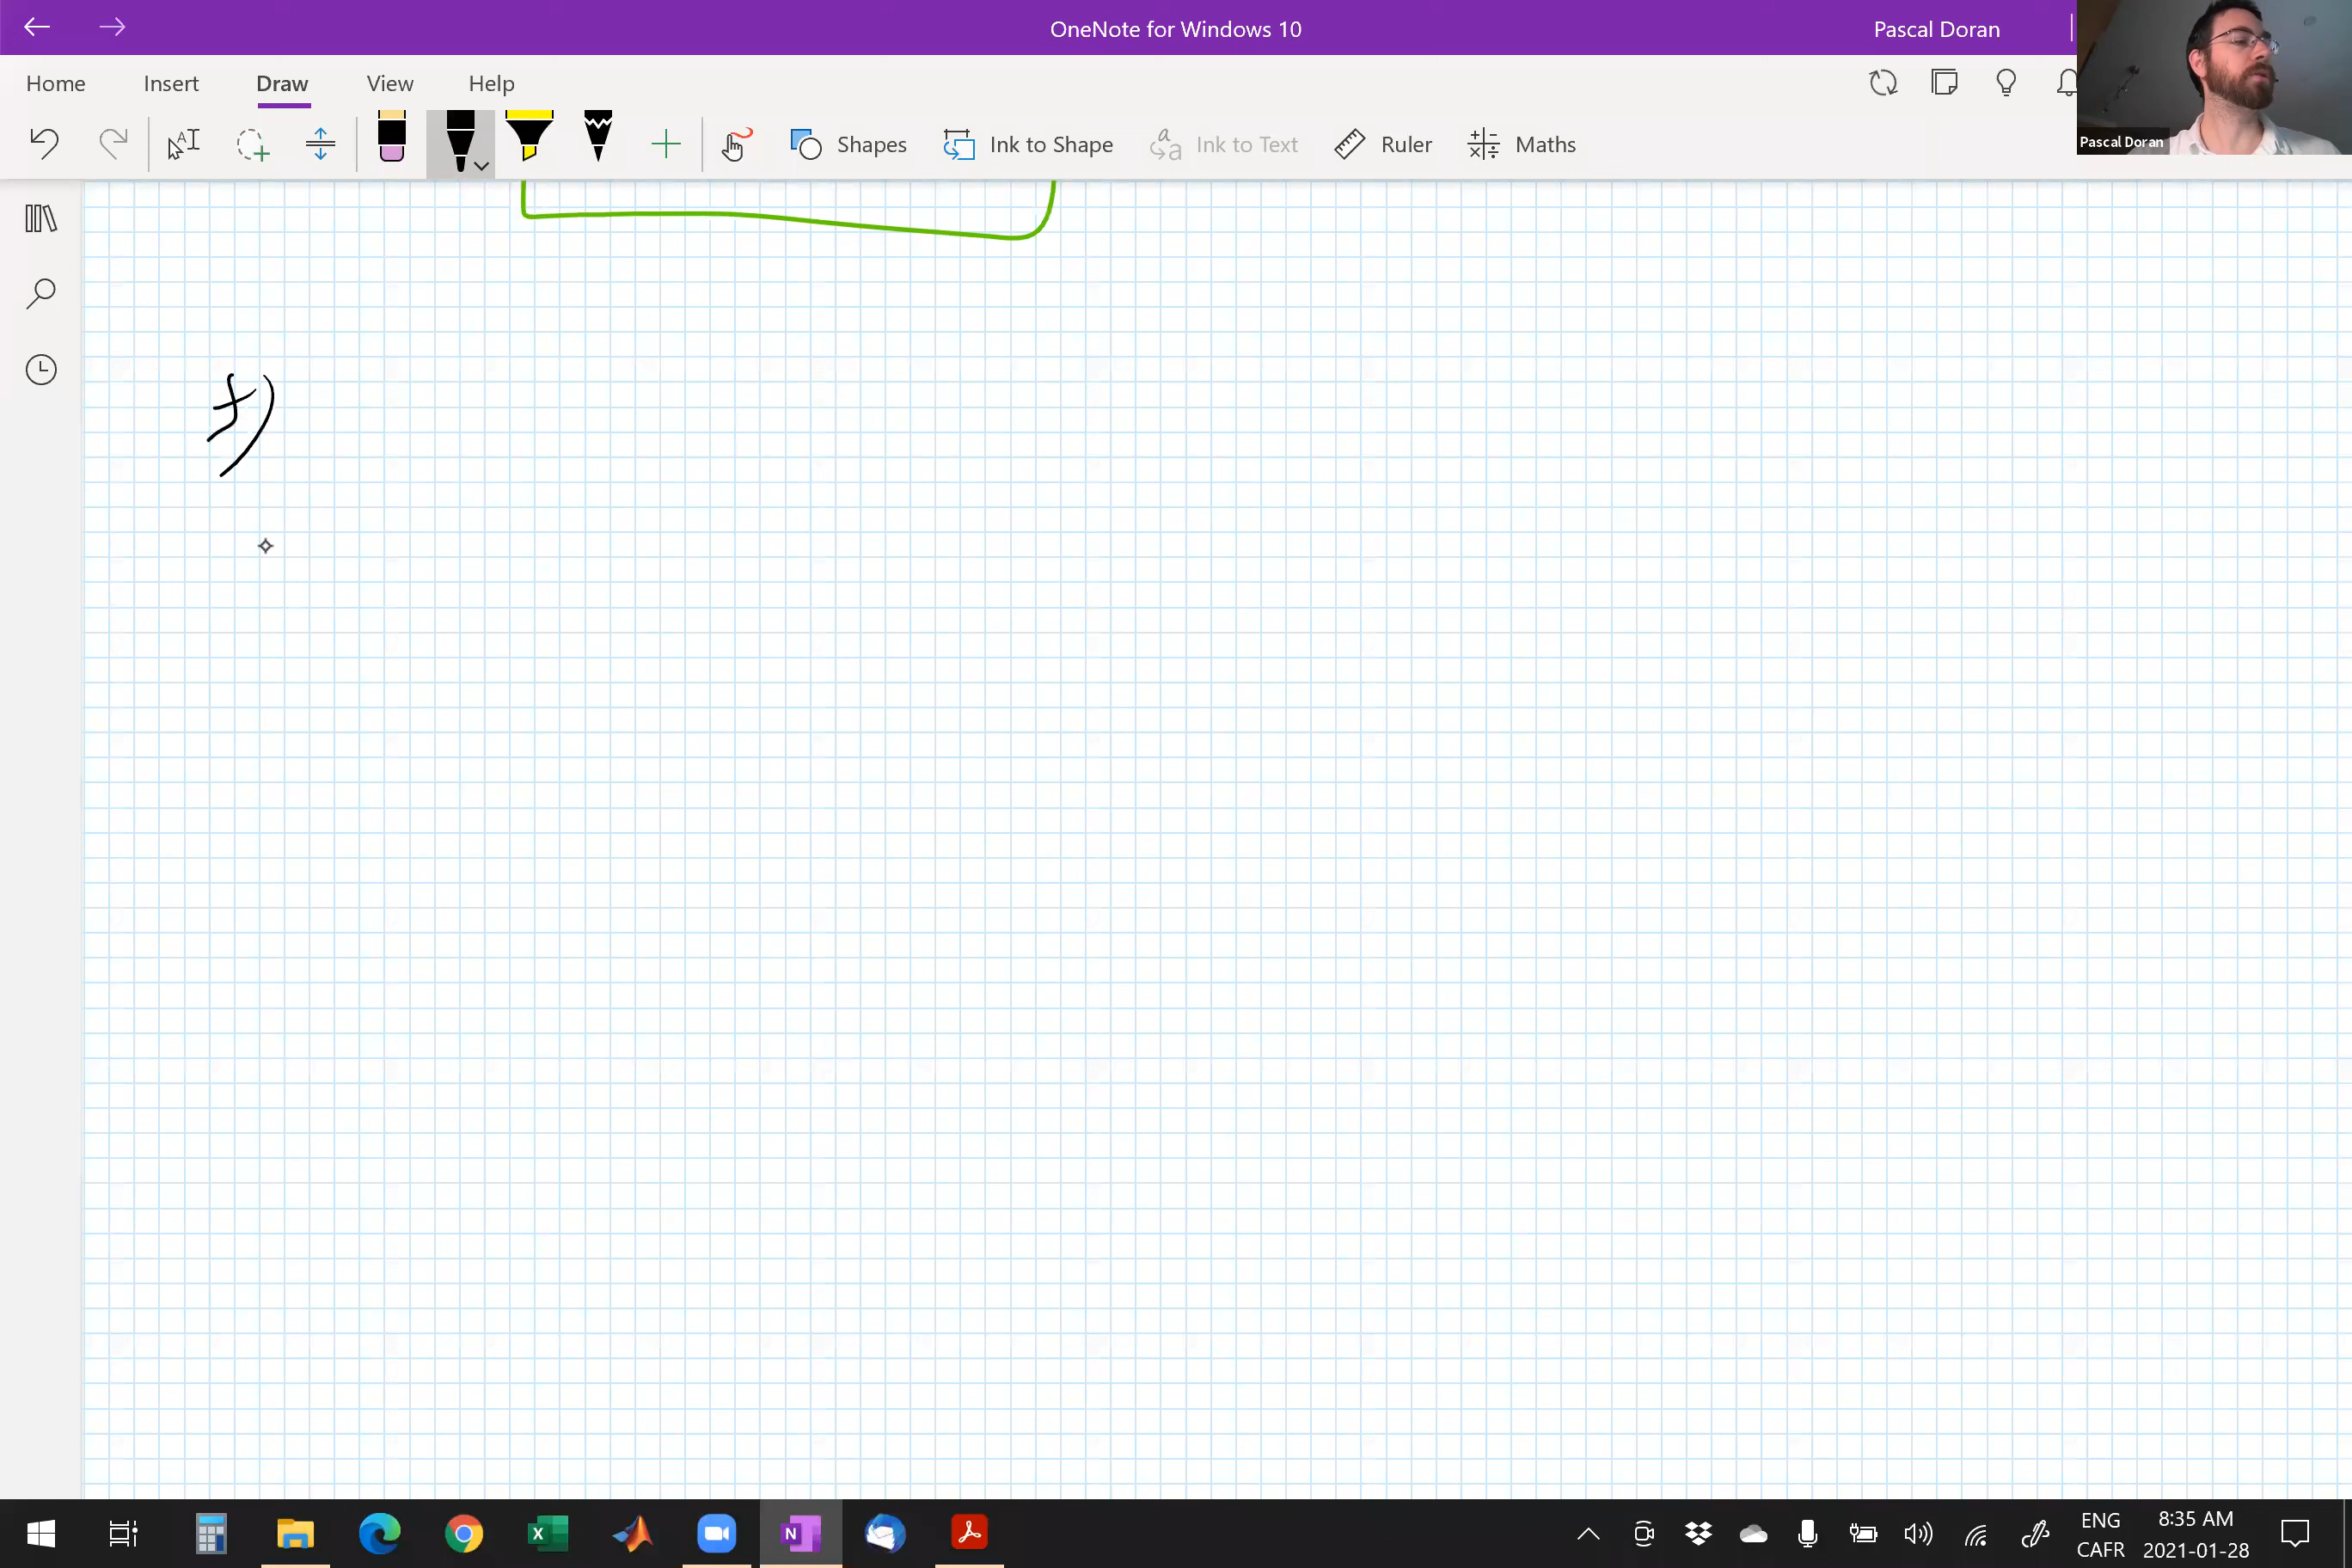 OneNote for Windows 10
Pascal Doran
Home Insert Draw View Help
Shapes Ink to Shape Ink to Text Ruler Maths
Pascal Doran
ENG 8:35 AM
CAFR 2021-01-28